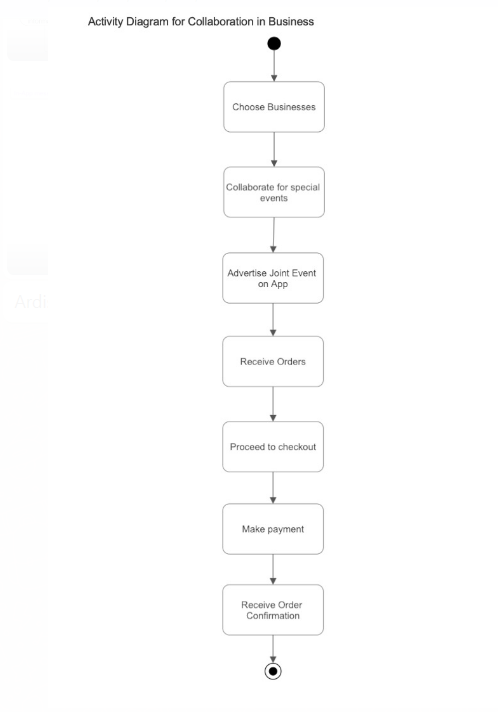 Activity Diagram for Collaboration in Business
Choose Businesses
Collaborate for special
events
Advertise Joint Event
on App
Receive Orders
Proceed to checkout
Make payment
Receive Order
Confirmation